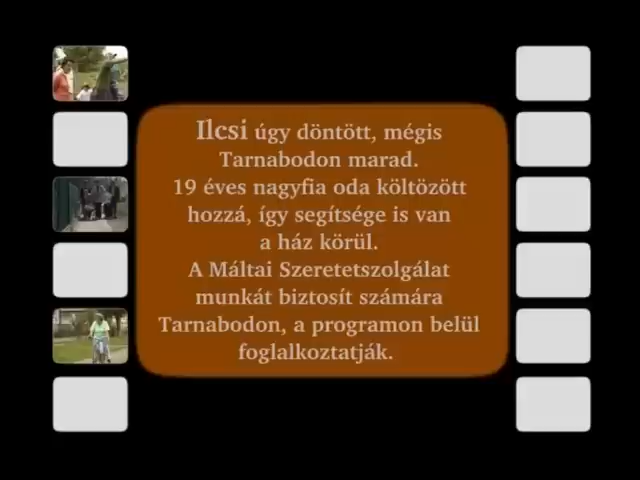 Ilcsi úgy döntött, mégis
Tarnabodon marad.
19 éves nagyfia oda költözött
hozzá, így segítsége is van
a ház körül.
A Máltai Szeretetszolgálat
munkát biztosít számára
Tarnabodon, a programon belül
foglalkoztatják.